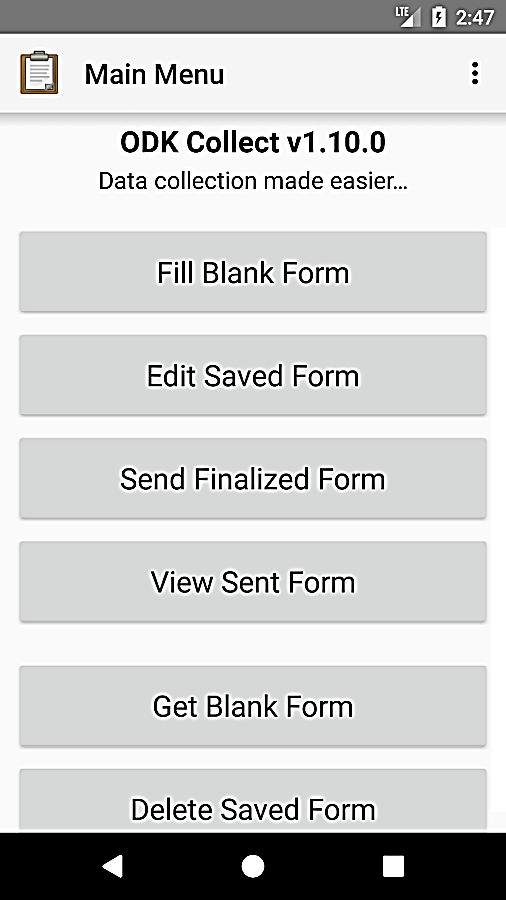 LTE 2:47
Main Menu
ODK Collect v1.10.0
Data collection made easier...
Fill Blank Form
Edit Saved Form
Send Finalized Form
View Sent Form
Get Blank Form
Delete Saved Form